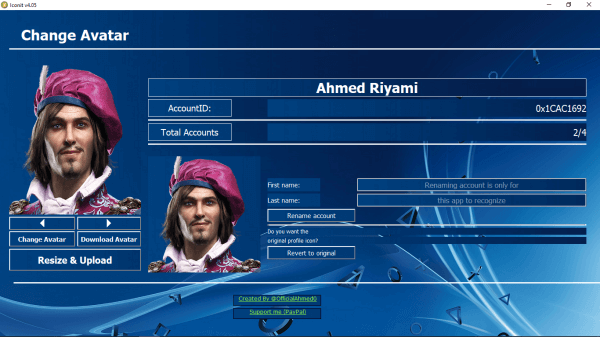 Iconit v4.05
Change Avatar
Ahmed Riyami
AccountID:
0x1CAC1692
Total Accounts
2/4
First name:
Renaming account is only for
Last name:
this app to recognize
Rename account
Do you want the
original profile icon?
Revert to original
Change Avatar
Download Avatar
Resize & Upload
Created By @OfficialAhmed0
Support me (PayPal)